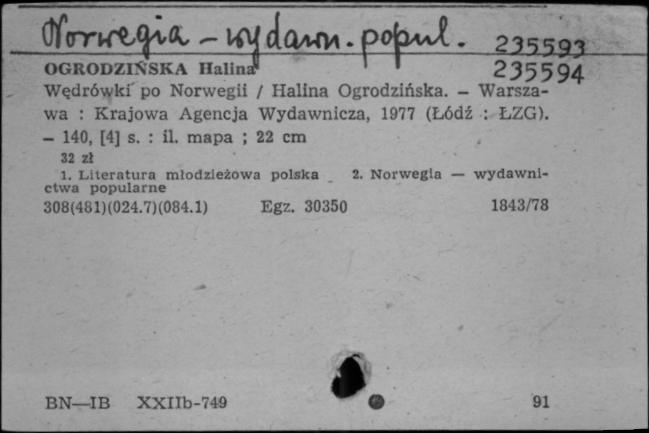 Norwegia - wydawn. popul.
235593
OGRODZIŃSKA Halina
235594
Wędrówki po Norwegii / Halina Ogrodzińska. — Warsza-
wa : Krajowa Agencja Wydawnicza, 1977 (Łódź : ŁZG).
— 140, [4] s. : il. mapa ; 22 cm
32 zł
1. Literatura młodzieżowa polska 2. Norwegia — wydawni-
ctwa popularne
308(481)(024.7)(084.1) Egz. 30350 1843/78
BN—IB XXIIb-749 91